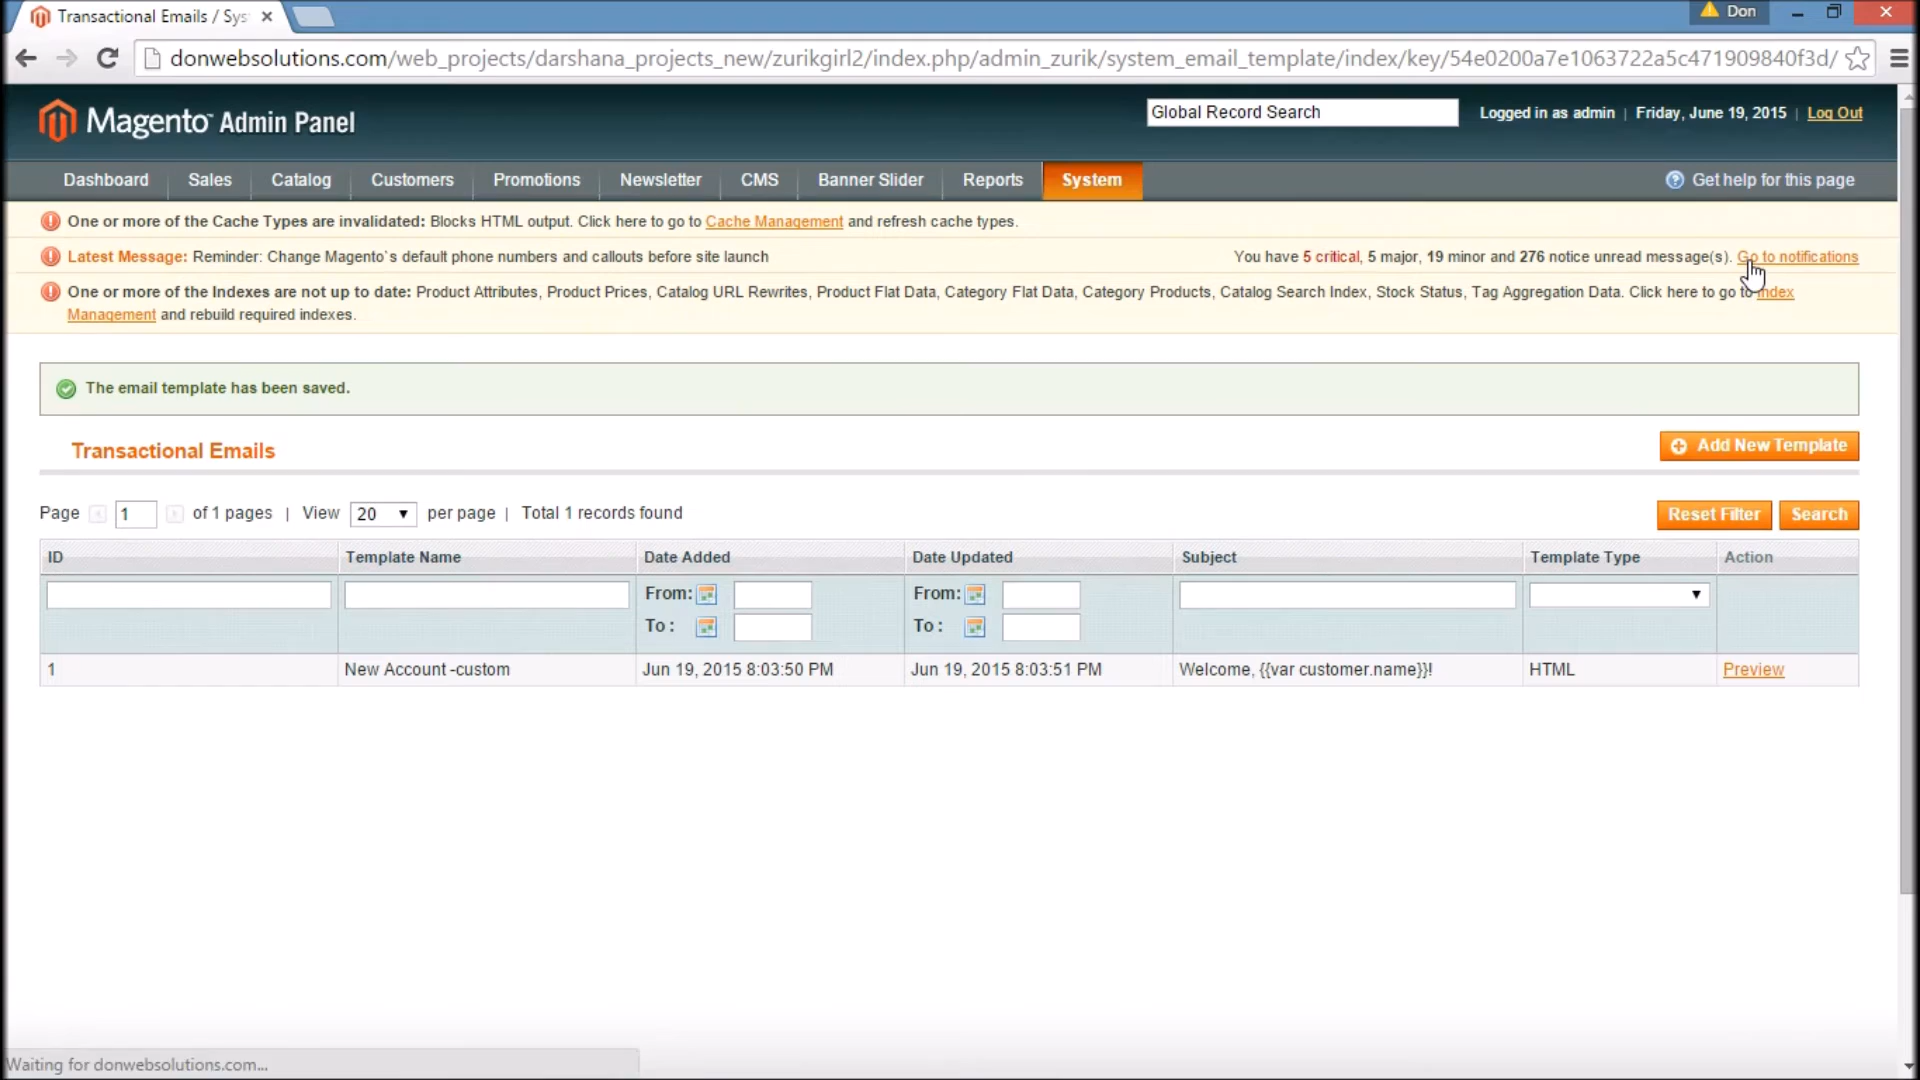 Transactional Emails / Sys
Don
donwebsolutions.com/web_projects/darshana_projects_new/zurikgirl2/index.php/admin_zurik/system_email_template/index/key/54e0200a7e1063722a5c471909840f3d/
Magento Admin Panel
Global Record Search
Logged in as admin | Friday, June 19, 2015 | Log Out
Dashboard Sales Catalog Customers Promotions Newsletter CMS Banner Slider Reports System
Get help for this page
One or more of the Cache Types are invalidated: Blocks HTML output. Click here to go to Cache Management and refresh cache types.
Latest Message: Reminder: Change Magento`s default phone numbers and callouts before site launch
You have 5 critical, 5 major, 19 minor and 276 notice unread message(s). Go to notifications
One or more of the Indexes are not up to date: Product Attributes, Product Prices, Catalog URL Rewrites, Product Flat Data, Category Flat Data, Category Products, Catalog Search Index, Stock Status, Tag Aggregation Data. Click here to go to Index
Management and rebuild required indexes.
The email template has been saved.
Transactional Emails
Add New Template
Page 1 of 1 pages | View 20 per page | Total 1 records found
Reset Filter Search
ID Template Name Date Added Date Updated Subject Template Type Action
From: From:
To : To :
1 New Account -custom Jun 19, 2015 8:03:50 PM Jun 19, 2015 8:03:51 PM Welcome, {{var customer.name}}! HTML Preview
Waiting for donwebsolutions.com...